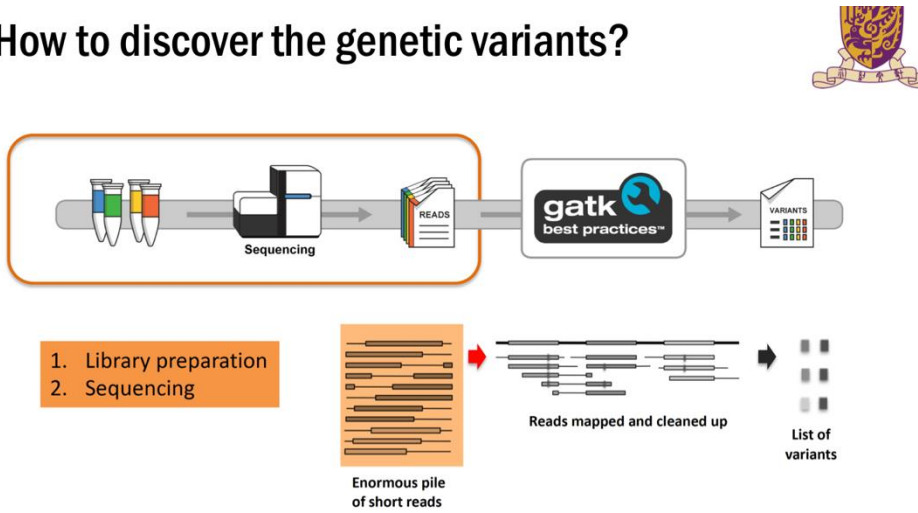 How to discover the genetic variants?
READS
Sequencing
gatk
best practices™
VARIANTS
1. Library preparation
2. Sequencing
Reads mapped and cleaned up
List of
variants
Enormous pile
of short reads